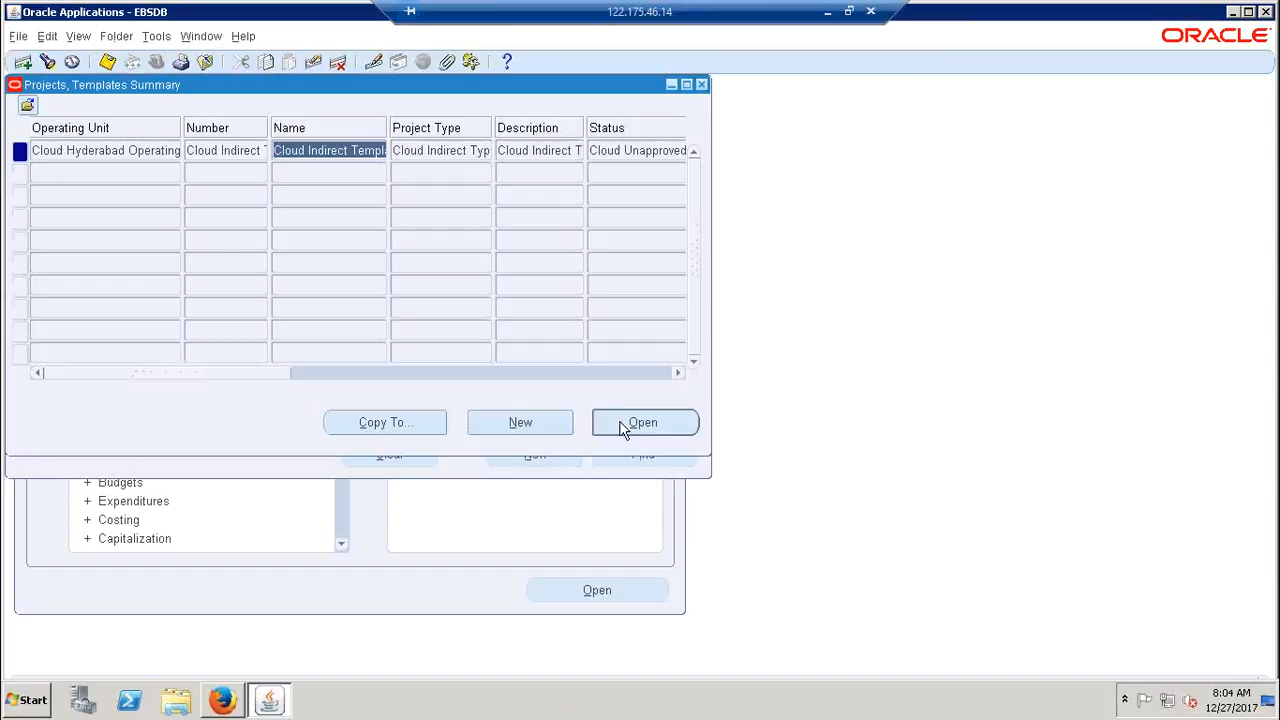 Oracle Applications - EBSDB
122.175.46.14
File Edit View Folder Tools Window Help
ORACLE
Projects, Templates Summary
Operating Unit Number Name Project Type Description Status
Cloud Hyderabad Operating Cloud Indirect Cloud Indirect Templ Cloud Indirect Typ Cloud Indirect T Cloud Unapproved
Copy To... New Open
+ Budgets
+ Expenditures
+ Costing
+ Capitalization
Open
Start
8:04 AM
12/27/2017